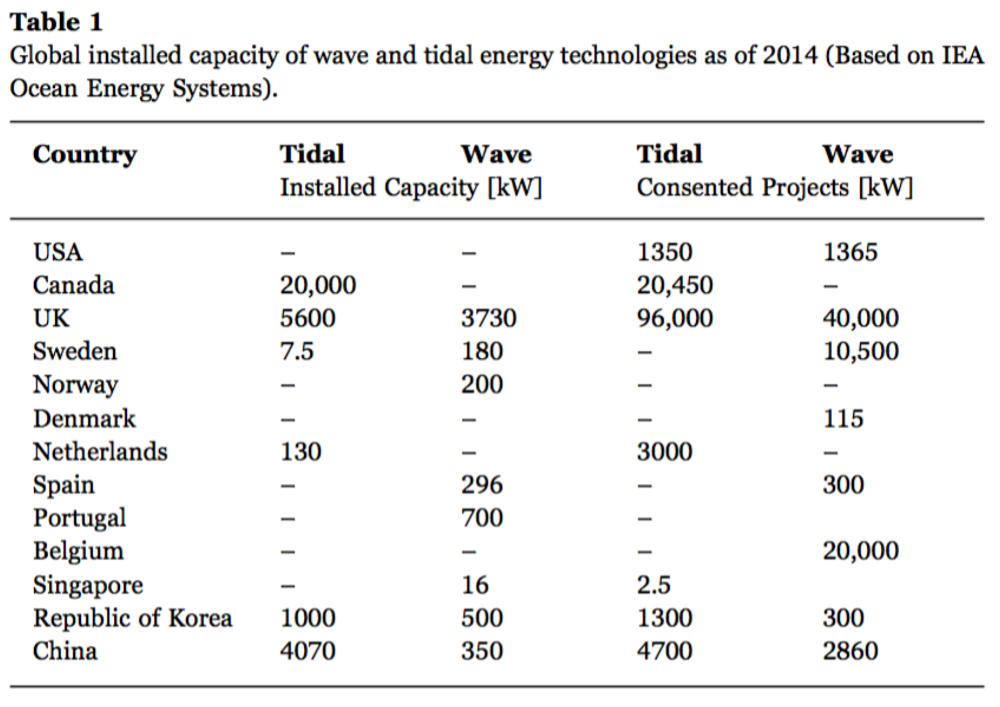 Table 1
Global installed capacity of wave and tidal energy technologies as of 2014 (Based on IEA
Ocean Energy Systems).
Country Tidal Wave Tidal Wave
Installed Capacity [kW] Consented Projects [kW]
USA – – 1350 1365
Canada 20,000 – 20,450 –
UK 5600 3730 96,000 40,000
Sweden 7.5 180 – 10,500
Norway – 200 – –
Denmark – – – 115
Netherlands 130 – 3000 –
Spain – 296 – 300
Portugal – 700 –
Belgium – – – 20,000
Singapore – 16 2.5
Republic of Korea 1000 500 1300 300
China 4070 350 4700 2860